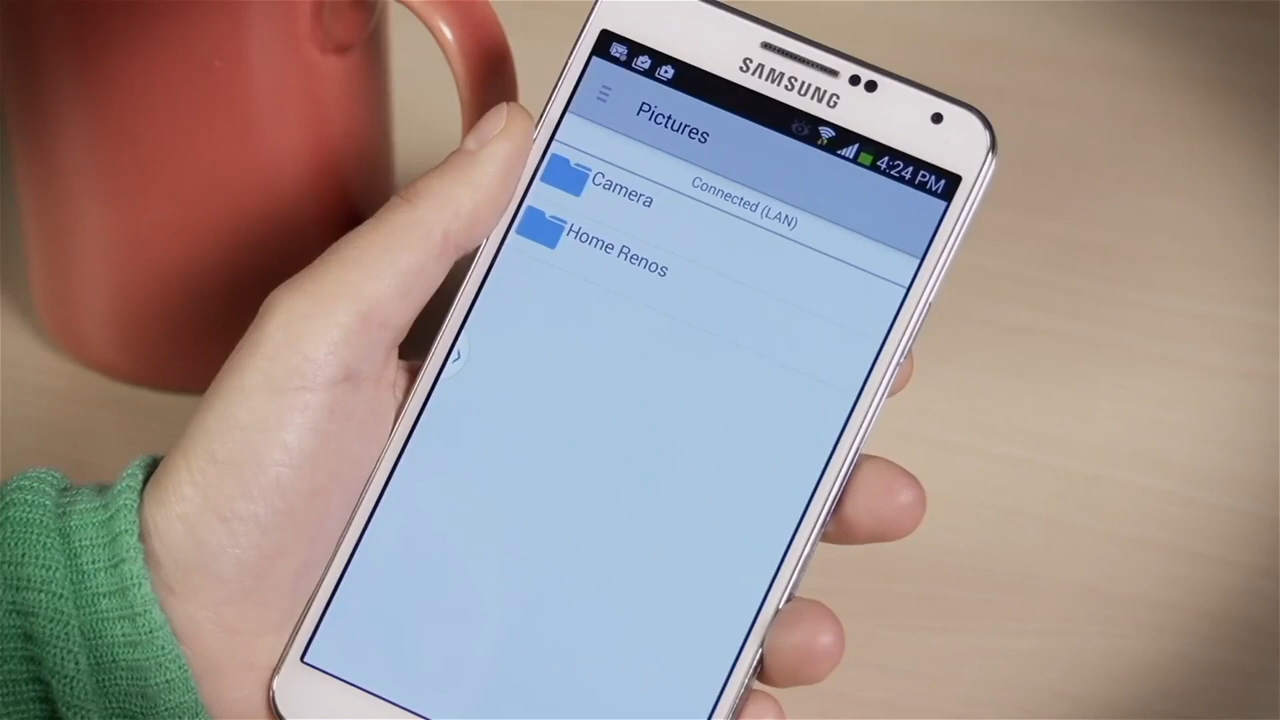 SAMSUNG
4:24 PM
Pictures
Connected (LAN)
Camera
Home Renos